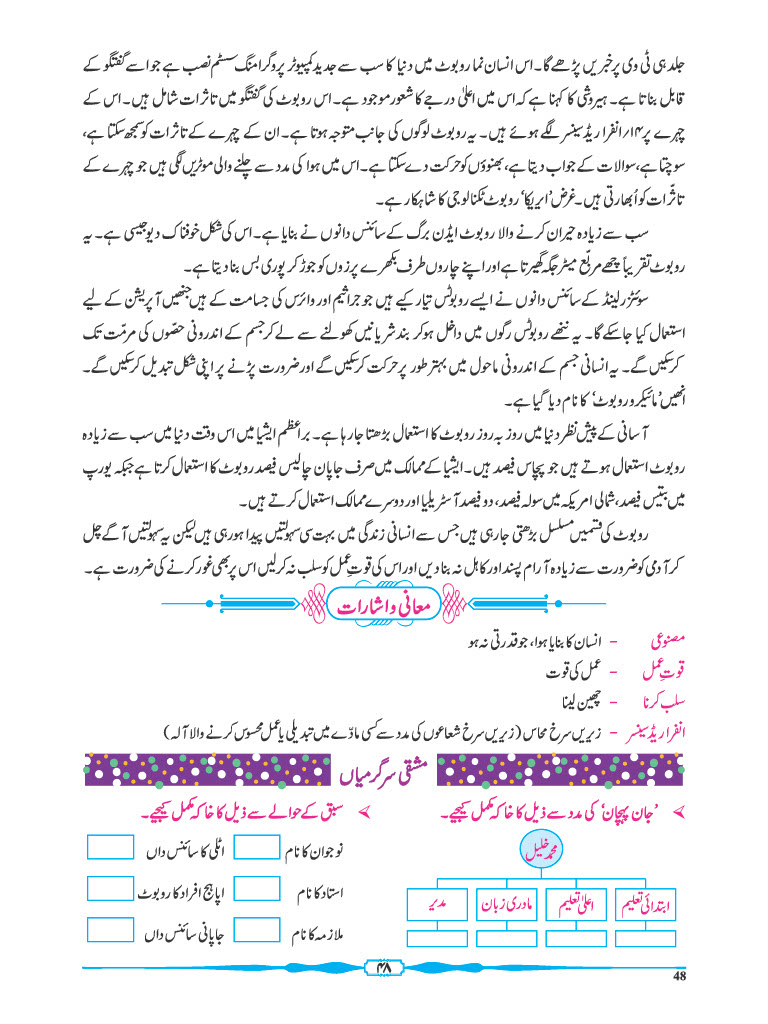 جلد ہی ٹی وی پر خبریں پڑھے گا۔ اس انسان نما روبوٹ میں دنیا کا سب سے جدید کمپیوٹر پروگرامنگ سسٹم نصب ہے جو اسے گفتگو کے
قابل بناتا ہے۔ ہیروشی کا کہنا ہے کہ اس میں اعلیٰ درجے کا شعور موجود ہے۔ اس روبوٹ کی گفتگو میں تاثرات شامل ہیں۔ اس کے
چہرے پر ۱۴؍ انفرا ریڈ سینسر لگے ہوئے ہیں۔ یہ روبوٹ لوگوں کی جانب متوجہ ہوتا ہے۔ ان کے چہرے کے تاثرات کو سمجھ سکتا ہے،
سوچتا ہے، سوالات کے جواب دیتا ہے، بھنوؤں کو حرکت دے سکتا ہے۔ اس میں ہوا کی مدد سے چلنے والی موٹریں لگی ہیں جو چہرے کے
تاثرات کو اُبھارتی ہیں۔ غرض ’ایریکا‘ روبوٹ ٹکنالوجی کا شاہکار ہے۔
سب سے زیادہ حیران کرنے والا روبوٹ ایڈن برگ کے سائنس دانوں نے بنایا ہے۔ اس کی شکل خوفناک دیو جیسی ہے۔ یہ
روبوٹ تقریباً چھے مربّع میٹر جگہ گھیرتا ہے اور اپنے چاروں طرف بکھرے پرزوں کو جوڑ کر پوری بس بنا دیتا ہے۔
سوئٹزرلینڈ کے سائنس دانوں نے ایسے روبوٹس تیار کیے ہیں جو جراثیم اور وائرس کی جسامت کے ہیں جنھیں آپریشن کے لیے
استعمال کیا جا سکے گا۔ یہ ننھے روبوٹس رگوں میں داخل ہو کر بند شریانیں کھولنے سے لے کر جسم کے اندرونی حصّوں کی مرمّت تک
کر سکیں گے۔ یہ انسانی جسم کے اندرونی ماحول میں بہتر طور پر حرکت کر سکیں گے اور ضرورت پڑنے پر اپنی شکل تبدیل کر سکیں گے۔
انھیں ’مائیکرو روبوٹ‘ کا نام دیا گیا ہے۔
آسانی کے پیش نظر دنیا میں روز بہ روز روبوٹ کا استعمال بڑھتا جا رہا ہے۔ براعظم ایشیا میں اس وقت دنیا میں سب سے زیادہ
روبوٹ استعمال ہوتے ہیں جو پچاس فیصد ہیں۔ ایشیا کے ممالک میں صرف جاپان چالیس فیصد روبوٹ کا استعمال کرتا ہے جبکہ یورپ
میں بتیس فیصد، شمالی امریکہ میں سولہ فیصد، دو فیصد آسٹریلیا اور دوسرے ممالک استعمال کرتے ہیں۔
روبوٹ کی قسمیں مسلسل بڑھتی جا رہی ہیں جس سے انسانی زندگی میں بہت سی سہولتیں پیدا ہو رہی ہیں لیکن یہ سہولتیں آگے چل
کر آدمی کو ضرورت سے زیادہ آرام پسند اور کاہل نہ بنا دیں اور اس کی قوتِ عمل کو سلب نہ کر لیں اس پر بھی غور کرنے کی ضرورت ہے۔
معانی و اشارات
مصنوعی – انسان کا بنایا ہوا، جو قدرتی نہ ہو
قوتِ عمل – عمل کی قوت
سلب کرنا – چھین لینا
انفرا ریڈ سینسر – زیریں سرخ محاس (زیریں سرخ شعاعوں کی مدد سے کسی مادّے میں تبدیلی یا عمل محسوس کرنے والا آلہ)
مشقی سرگرمیاں
’جان پہچان‘ کی مدد سے ذیل کا خاکہ مکمل کیجیے۔
محمد خلیل
ابتدائی تعلیم
اعلیٰ تعلیم
مادری زبان
مدیر
سبق کے حوالے سے ذیل کا خاکہ مکمل کیجیے۔
نوجوان کا نام
اٹلی کا سائنس داں
استاد کا نام
اپاہج افراد کا روبوٹ
ملازمہ کا نام
جاپانی سائنس داں
۴۸
48